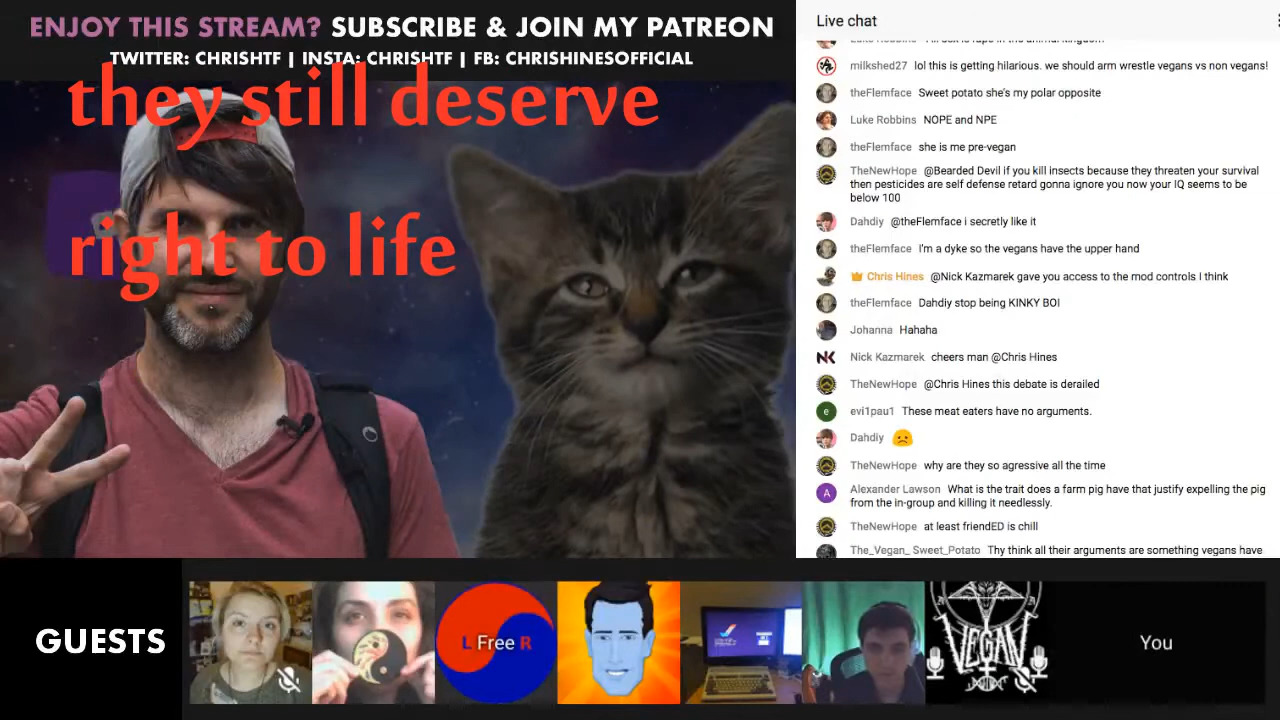 ENJOY THIS STREAM? SUBSCRIBE & JOIN MY PATREON
TWITTER: CHRISHTF | INSTA: CHRISHTF | FB: CHRISHINESOFFICIAL
they still deserve
right to life
Live chat
milkshed27 lol this is getting hilarious. we should arm wrestle vegans vs non vegans!
theFlemface Sweet potato she's my polar opposite
Luke Robbins NOPE and NPE
theFlemface she is me pre-vegan
TheNewHope @Bearded Devil if you kill insects because they threaten your survival
then pesticides are self defense retard gonna ignore you now your IQ seems to be
below 100
Dahdiy @theFlemface i secretly like it
theFlemface I'm a dyke so the vegans have the upper hand
Chris Hines @Nick Kazmarek gave you access to the mod controls I think
theFlemface Dahdiy stop being KINKY BOI
Johanna Hahaha
NK Nick Kazmarek cheers man @Chris Hines
TheNewHope @Chris Hines this debate is derailed
e evi1pau1 These meat eaters have no arguments.
Dahdiy
TheNewHope why are they so agressive all the time
A Alexander Lawson What is the trait does a farm pig have that justify expelling the pig
from the in-group and killing it needlessly.
TheNewHope at least friendED is chill
The_Vegan_ Sweet_Potato Thy think all their arguments are something vegans have
GUESTS
L Free R
VEGAN
You